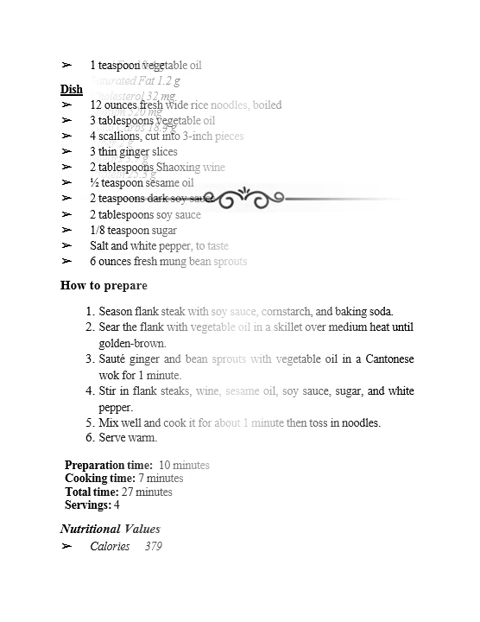 ➢ 1 teaspoon vegetable oil
Saturated Fat 1.2 g
Cholesterol 32 mg
Dish
➢ 12 ounces fresh wide rice noodles, boiled
➢ 3 tablespoons vegetable oil
➢ 4 scallions, cut into 3-inch pieces
➢ 3 thin ginger slices
➢ 2 tablespoons Shaoxing wine
➢ ½ teaspoon sesame oil
➢ 2 teaspoons dark soy sauce
➢ 2 tablespoons soy sauce
➢ 1/8 teaspoon sugar
➢ Salt and white pepper, to taste
➢ 6 ounces fresh mung bean sprouts
How to prepare
1. Season flank steak with soy sauce, cornstarch, and baking soda.
2. Sear the flank with vegetable oil in a skillet over medium heat until
golden-brown.
3. Sauté ginger and bean sprouts with vegetable oil in a Cantonese
wok for 1 minute.
4. Stir in flank steaks, wine, sesame oil, soy sauce, sugar, and white
pepper.
5. Mix well and cook it for about 1 minute then toss in noodles.
6. Serve warm.
Preparation time: 10 minutes
Cooking time: 7 minutes
Total time: 27 minutes
Servings: 4
Nutritional Values
➢ Calories 379